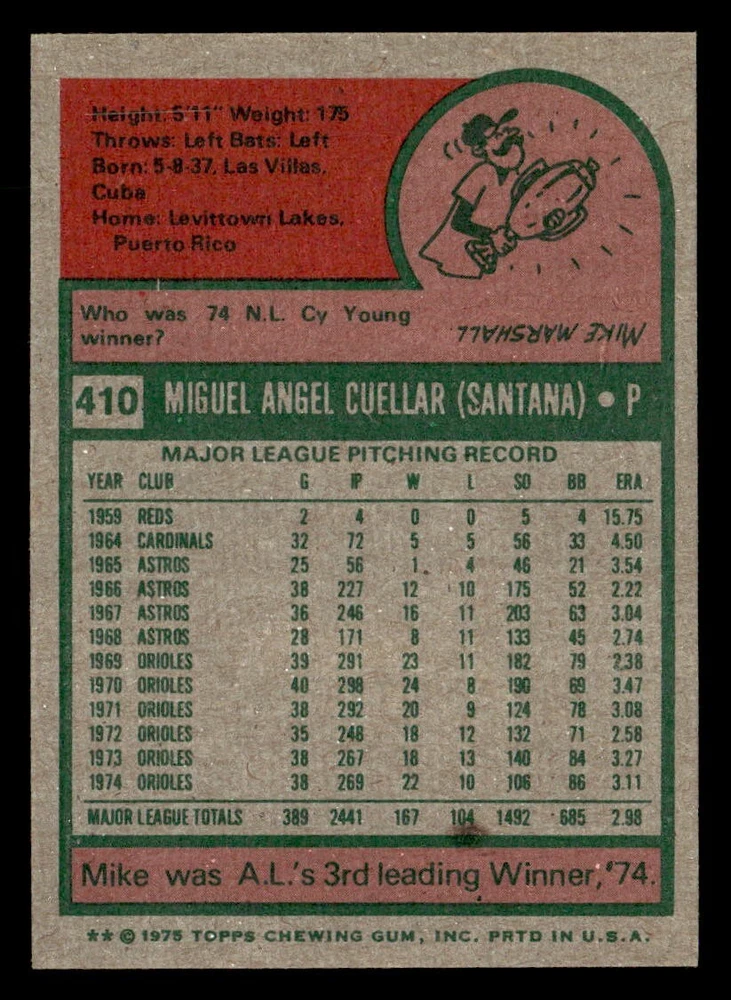 Height: 5'11" Weight: 175
Throws: Left Bats: Left
Born: 5-8-37, Las Villas,
Cuba
Home: Levittown Lakes,
Puerto Rico
Who was 74 N.L. Cy Young
winner?
MIKE MARSHALL
410 MIGUEL ANGEL CUELLAR (SANTANA) • P
MAJOR LEAGUE PITCHING RECORD
YEAR CLUB G IP W L SO BB ERA
1959 REDS 2 4 0 0 5 4 15.75
1964 CARDINALS 32 72 5 5 56 33 4.50
1965 ASTROS 25 56 1 4 46 21 3.54
1966 ASTROS 38 227 12 10 175 52 2.22
1967 ASTROS 36 246 16 11 203 63 3.04
1968 ASTROS 28 171 8 11 133 45 2.74
1969 ORIOLES 39 291 23 11 182 79 2.38
1970 ORIOLES 40 298 24 8 190 69 3.47
1971 ORIOLES 38 292 20 9 124 78 3.08
1972 ORIOLES 35 248 18 12 132 71 2.58
1973 ORIOLES 38 267 18 13 140 84 3.27
1974 ORIOLES 38 269 22 10 106 86 3.11
MAJOR LEAGUE TOTALS 389 2441 167 104 1492 685 2.98
Mike was A.L.'s 3rd leading Winner, '74.
** © 1975 TOPPS CHEWING GUM, INC. PRTD IN U.S.A.